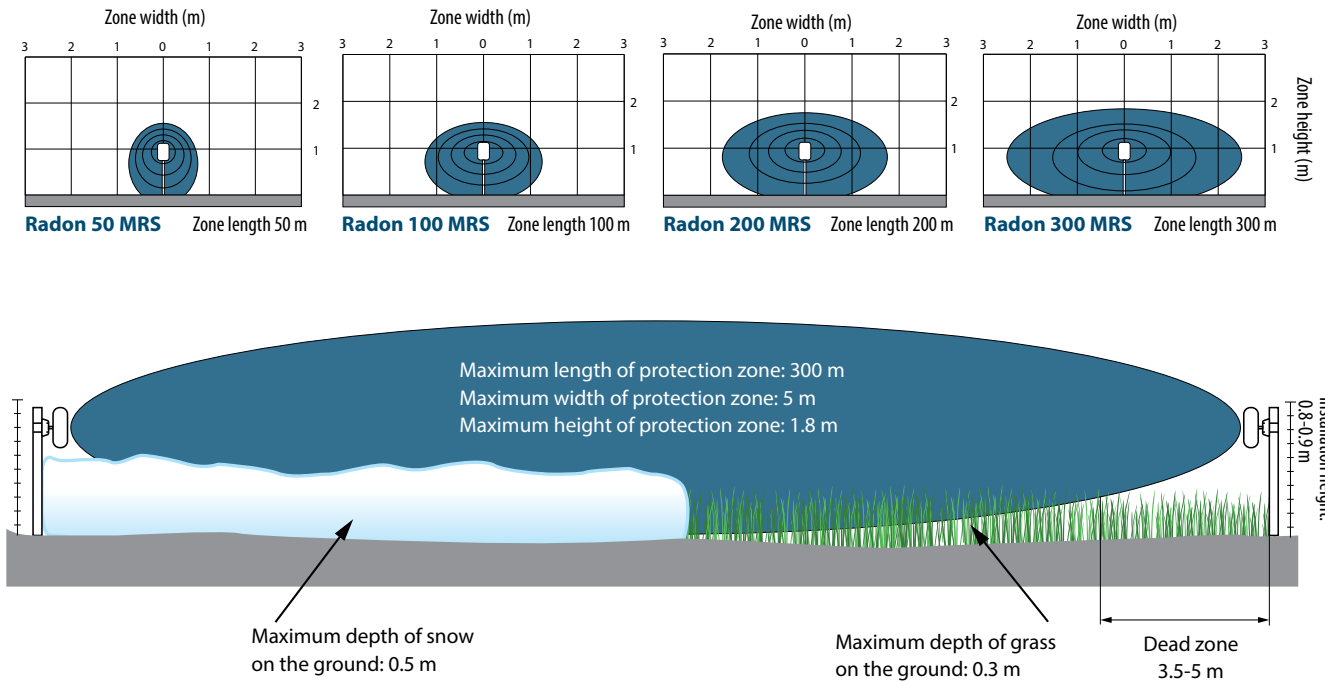 Zone width (m)
3 2 1 0 1 2 3
2
1
Radon 50 MRS Zone length 50 m
Zone width (m)
3 2 1 0 1 2 3
2
1
Radon 100 MRS Zone length 100 m
Zone width (m)
3 2 1 0 1 2 3
2
1
Radon 200 MRS Zone length 200 m
Zone width (m)
3 2 1 0 1 2 3
2
1
Zone height (m)
Radon 300 MRS Zone length 300 m
Maximum length of protection zone: 300 m
Maximum width of protection zone: 5 m
Maximum height of protection zone: 1.8 m
Installation height:
0.8-0.9 m
Maximum depth of snow
on the ground: 0.5 m
Maximum depth of grass
on the ground: 0.3 m
Dead zone
3.5-5 m